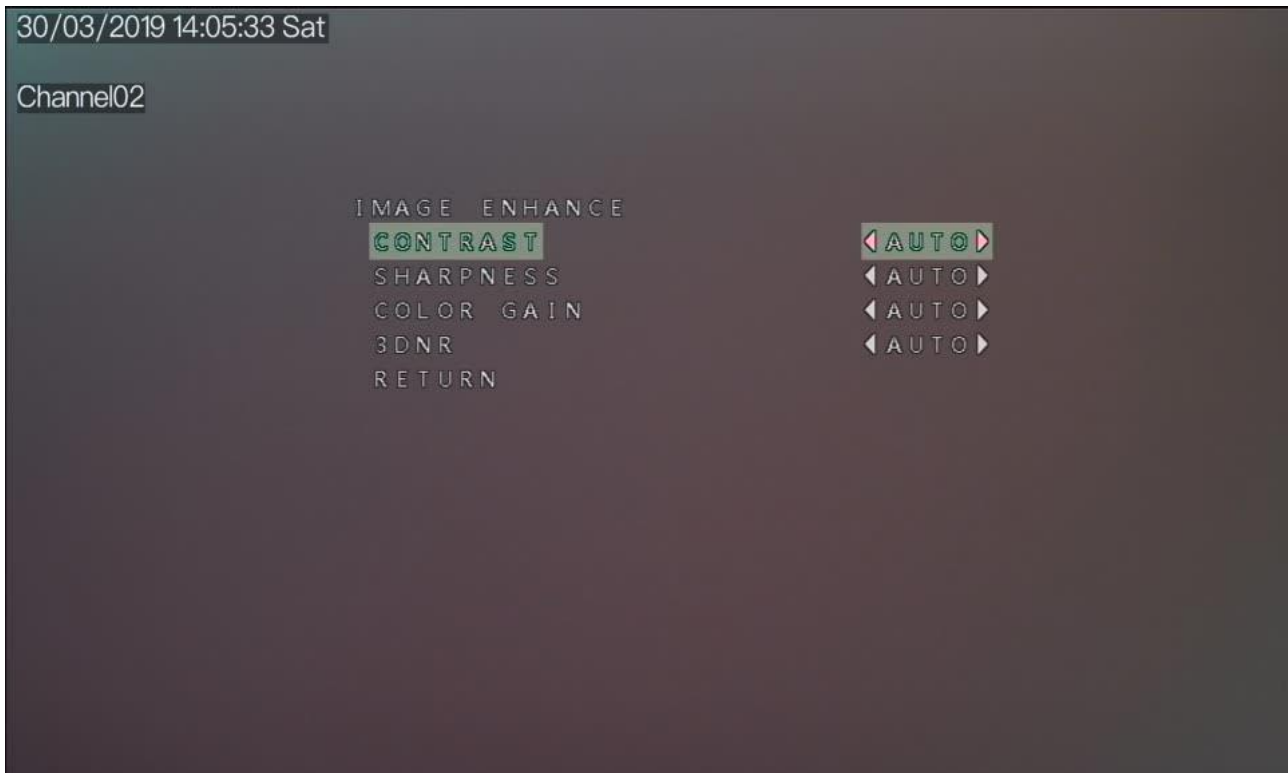 30/03/2019 14:05:33 Sat
Channel02
IMAGE ENHANCE
CONTRAST AUTO
SHARPNESS AUTO
COLOR GAIN AUTO
3DNR AUTO
RETURN